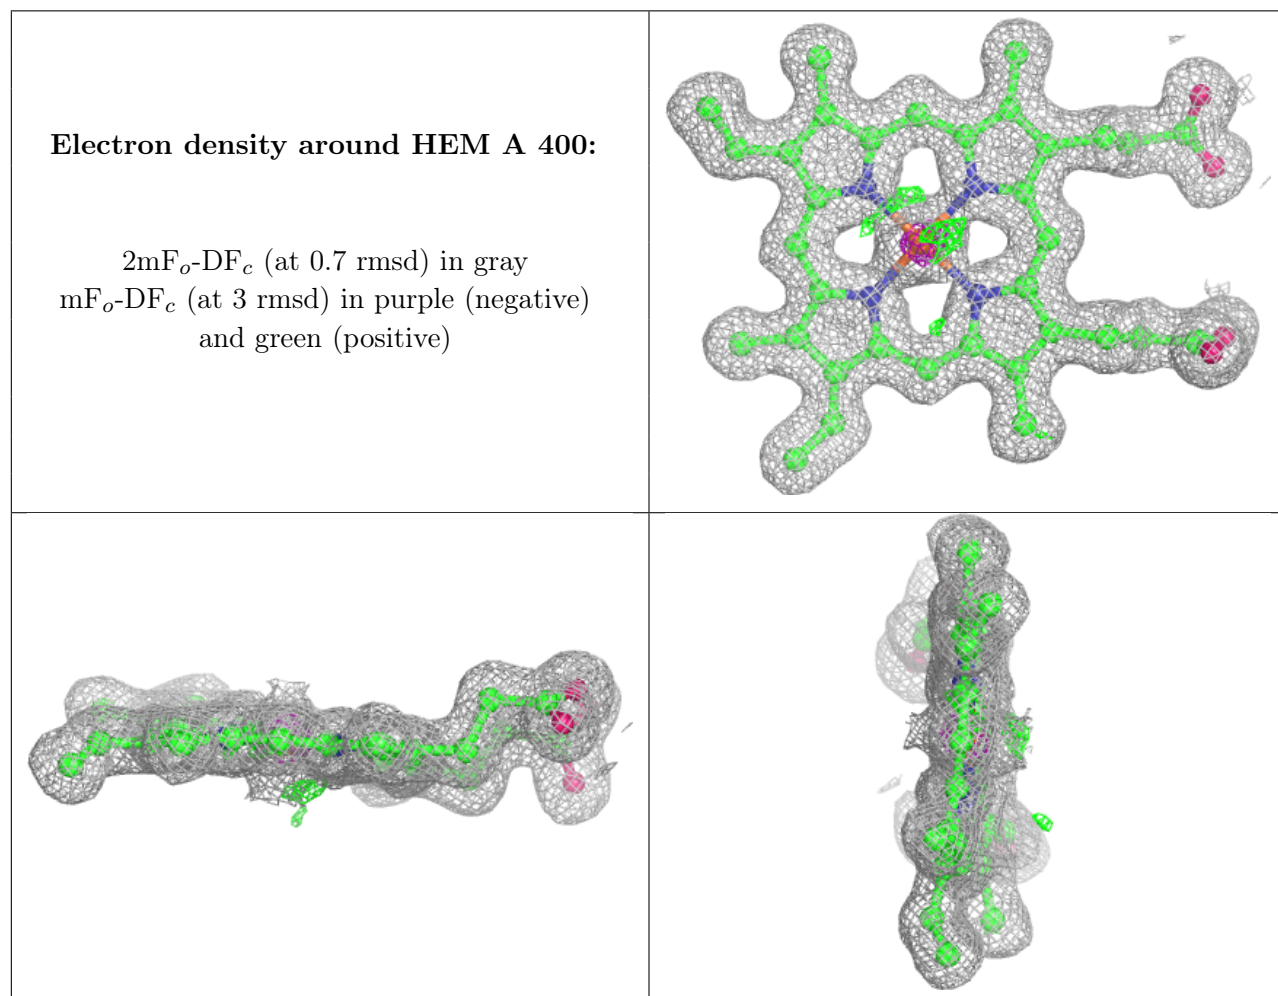 Electron density around HEM A 400:
2mFo-DFc (at 0.7 rmsd) in gray
mFo-DFc (at 3 rmsd) in purple (negative)
and green (positive)